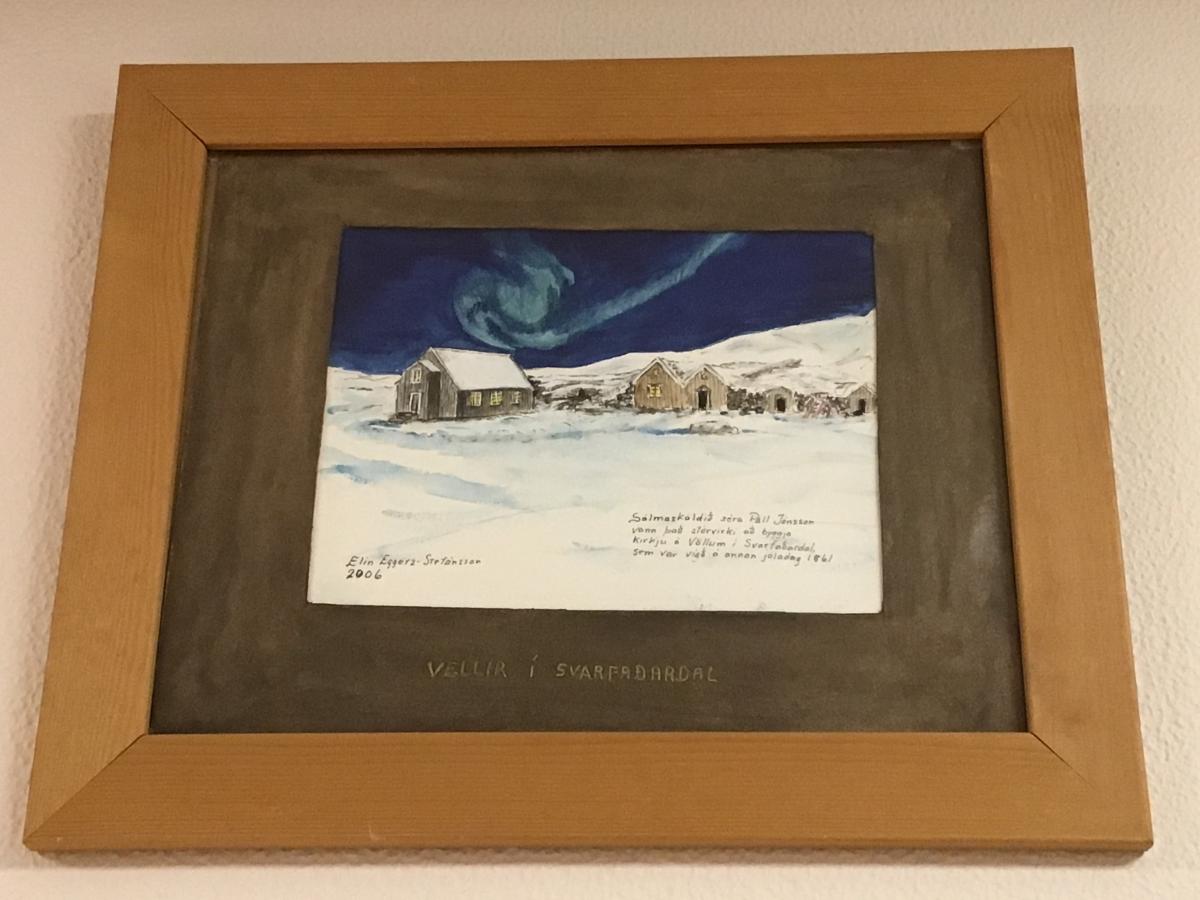 Sálmaskáldið séra Páll Jónsson
vann það stórvirki að byggja
kirkju á Völlum í Svarfaðardal,
sem var vígð á annan jóladag 1861
Elín Eggerz-Stefánsson
2006
VELLIR Í SVARFAÐARDAL